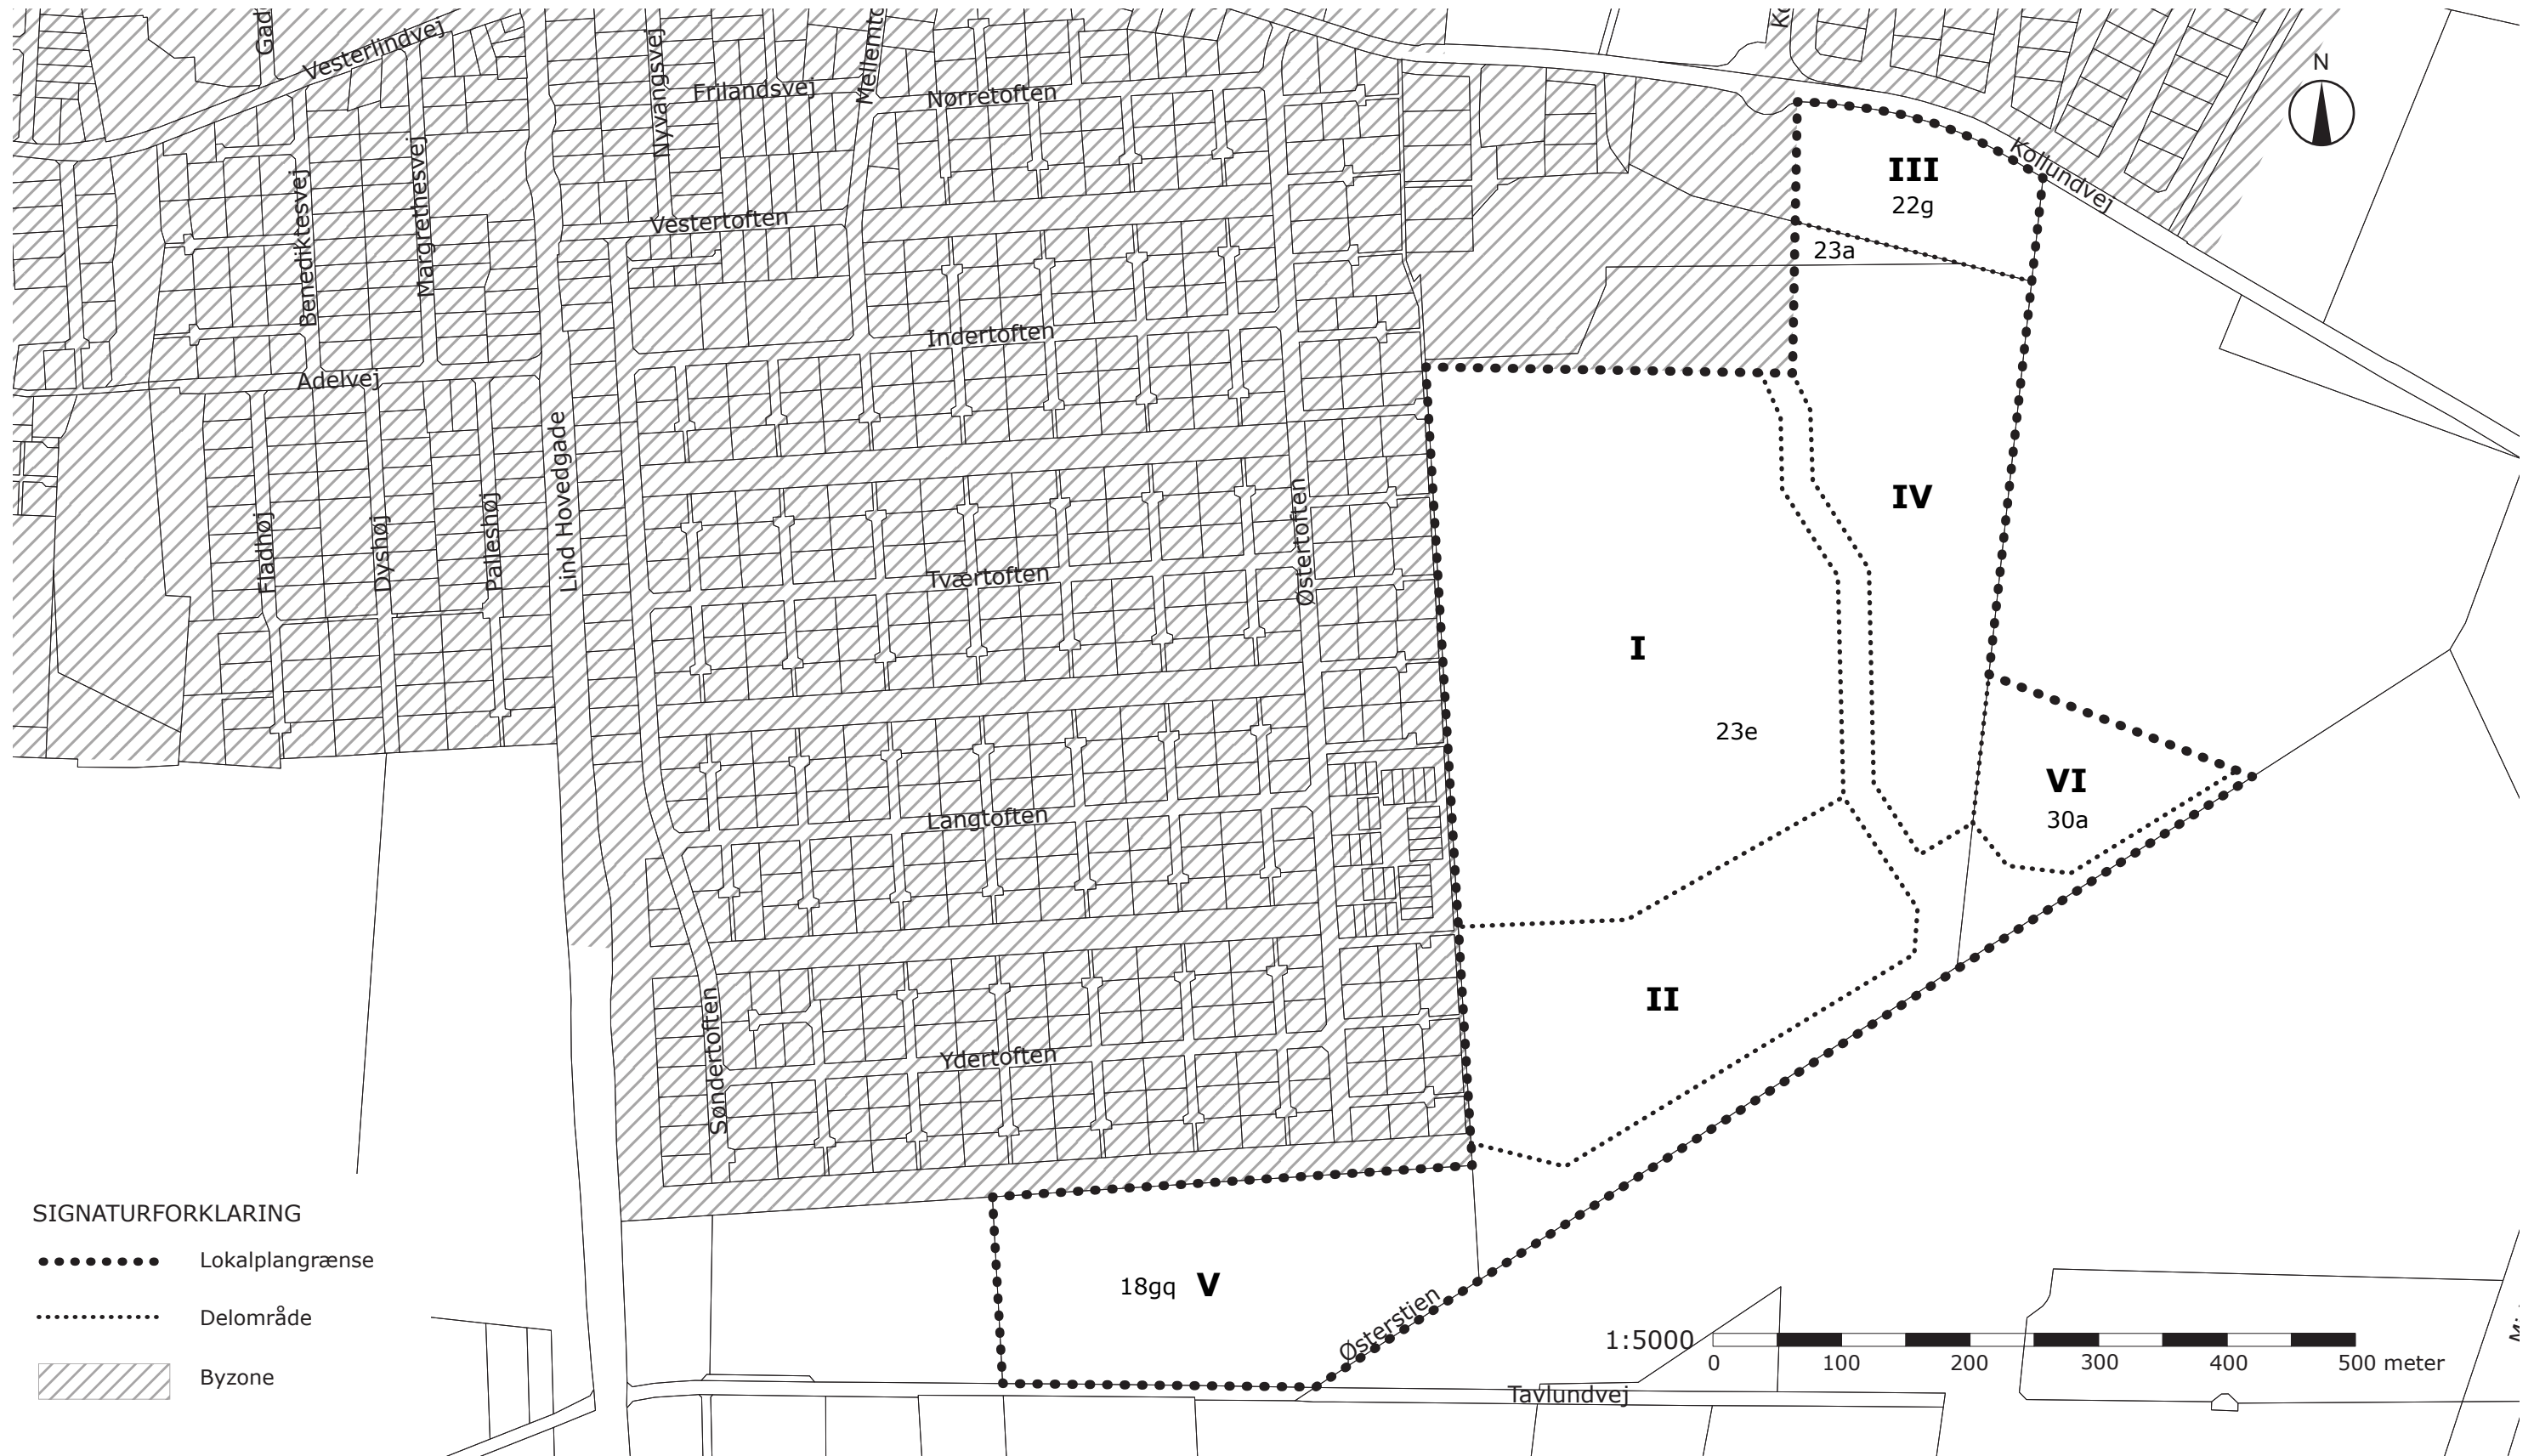 Vesterlindvej
Nyvangsvej
Frilandsvej
Nørretoften
N
Kollundvej
III
22g
23a
Benediktesvej
Margrethesvej
Vestertoften
Indertoften
Adelvej
Lind Hovedgade
Fladhøj
Dyshøj
Palleshøj
Tværtoften
Østertoften
IV
I
23e
VI
30a
Langtoften
II
Søndertoften
Ydertoften
18gq V
Østerstien
Tavlundvej
SIGNATURFORKLARING
Lokalplangrænse
Delområde
Byzone
1:5000
0 100 200 300 400 500 meter